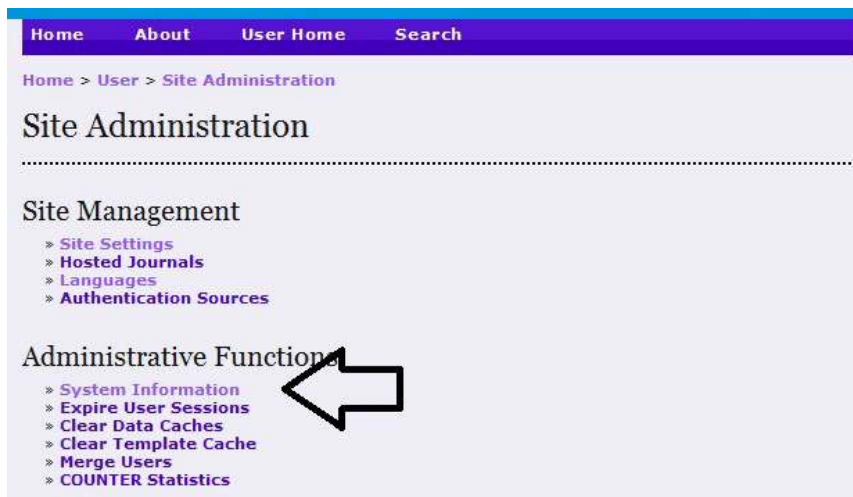 Home About User Home Search
Home > User > Site Administration
Site Administration
Site Management
» Site Settings
» Hosted Journals
» Languages
» Authentication Sources
Administrative Functions
» System Information
» Expire User Sessions
» Clear Data Caches
» Clear Template Cache
» Merge Users
» COUNTER Statistics